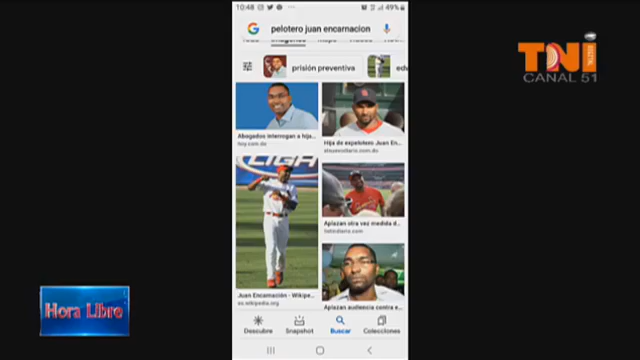 10:48
49%
pelotero juan encarnacion
prisión preventiva
Abogados interrogan a hija
hoy.com.do
Hija de expelotero Juan En
elnuevodiario.com.do
LIGA
Aplazan otra vez medida d
listindiario.com
Juan Encarnación - Wikipe
es.wikipedia.org
Aplazan audiencia contra e
Descubre
Snapshot
Buscar
Colecciones
TNI
CANAL 51
Hora Libre